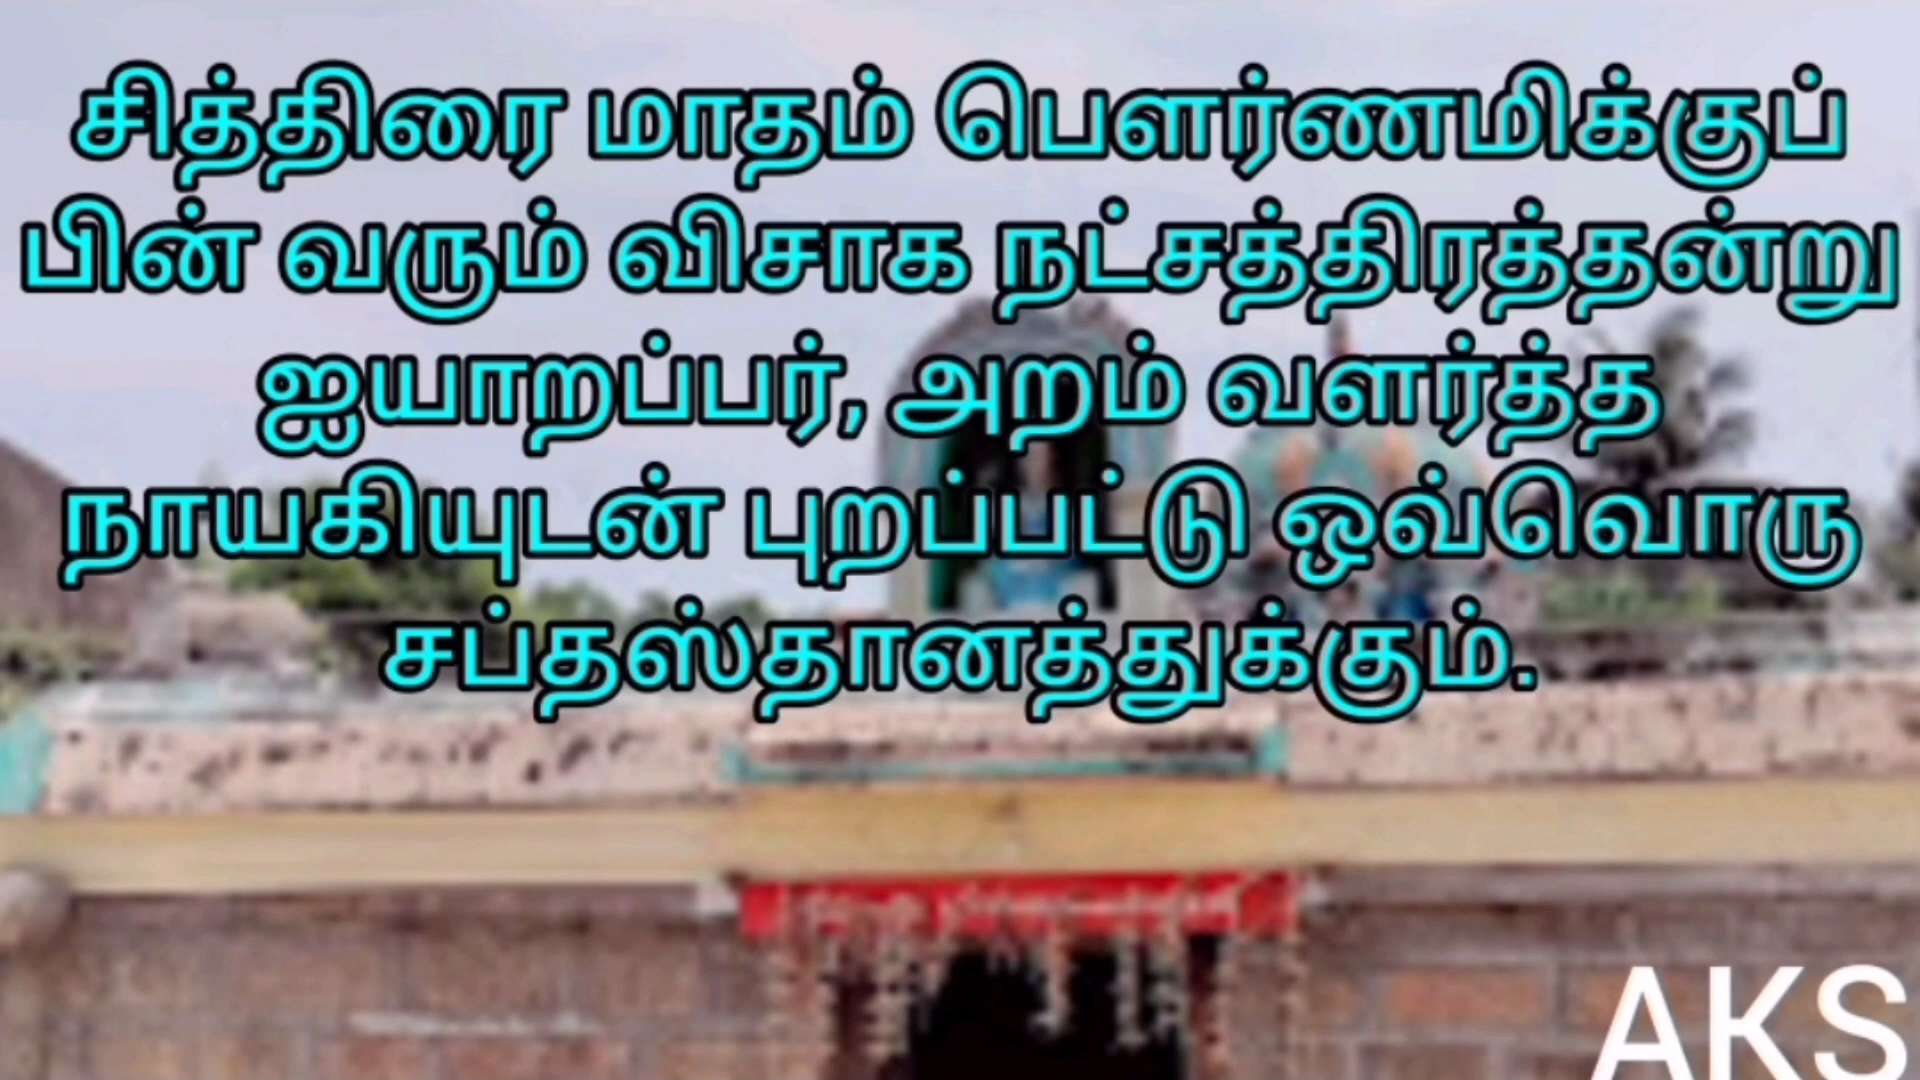 சித்திரை மாதம் பௌர்ணமிக்குப்
பின் வரும் விசாக நட்சத்திரத்தன்று
ஐயாறப்பர், அறம் வளர்த்த
நாயகியுடன் புறப்பட்டு ஒவ்வொரு
சப்தஸ்தானத்துக்கும்.
AKS